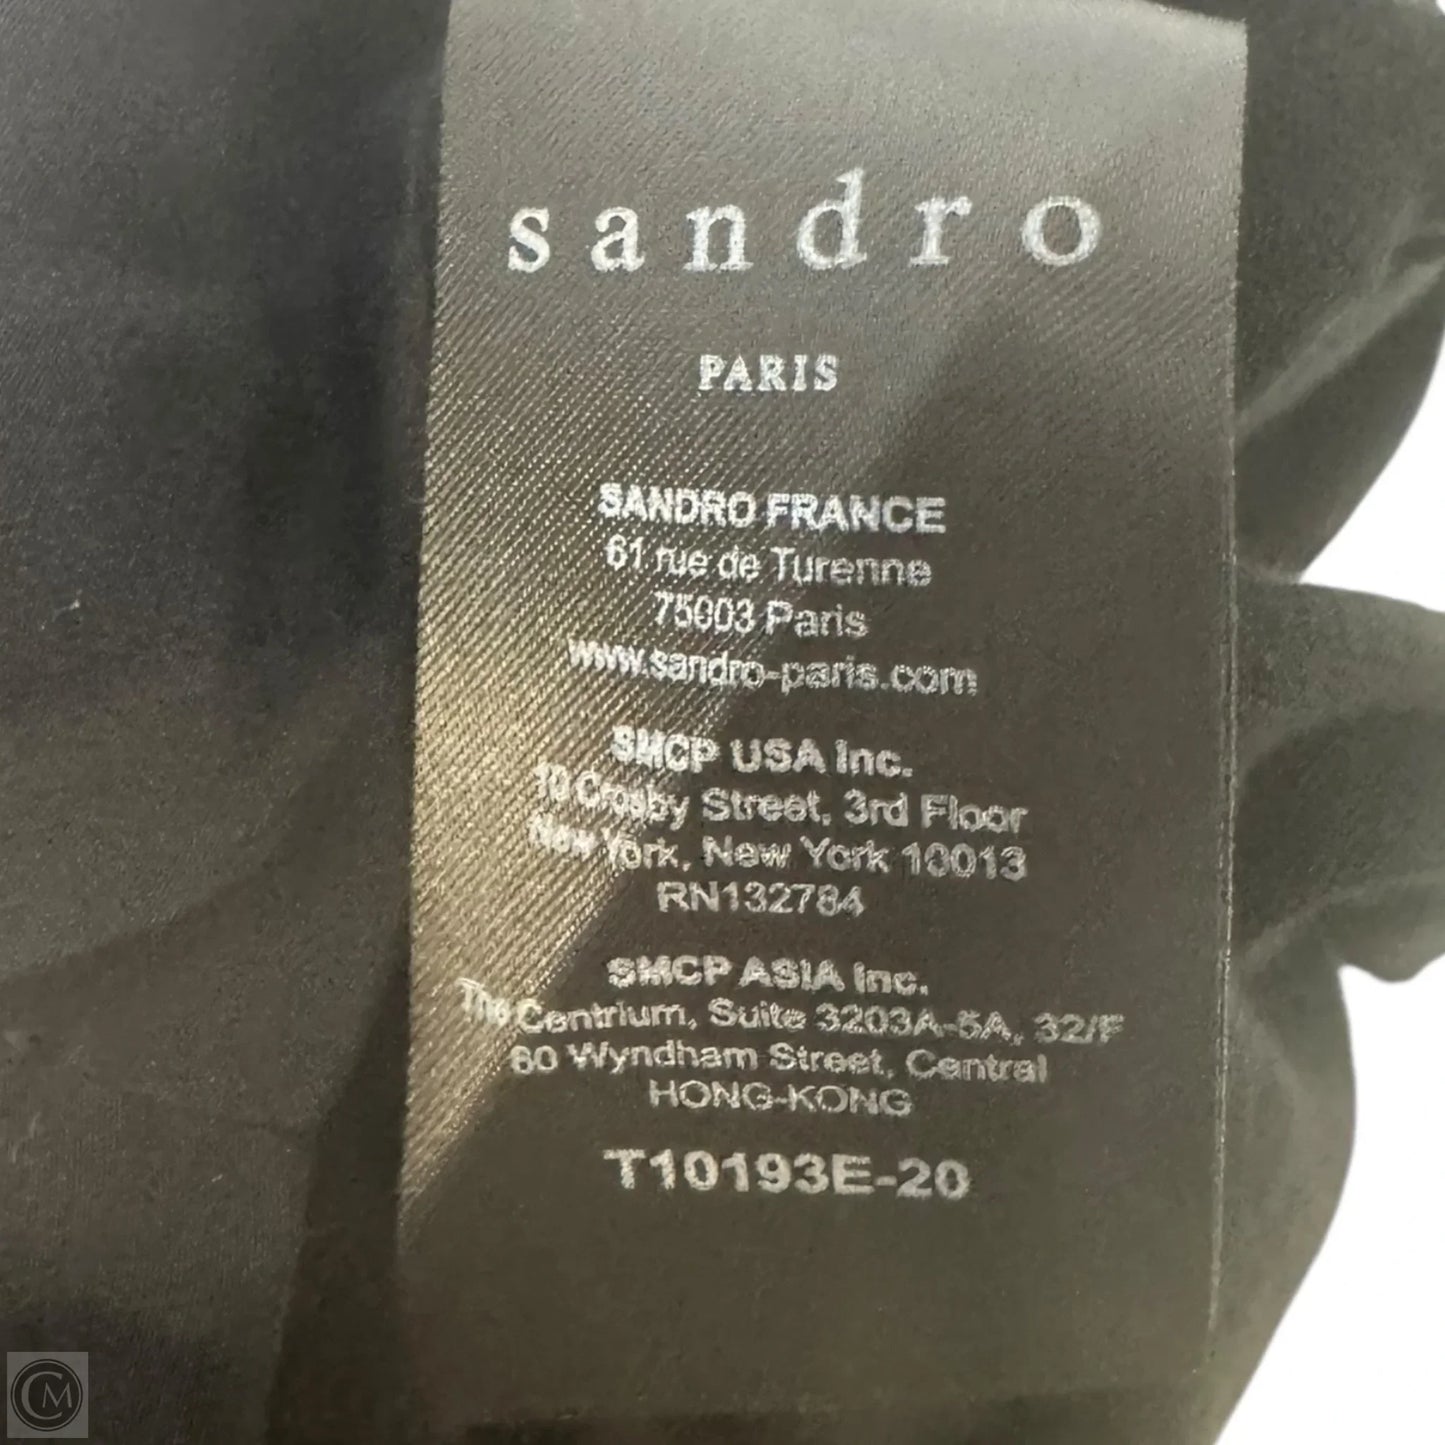 sandro
PARIS
SANDRO FRANCE
61 rue de Turenne
75003 Paris
www.sandro-paris.com
SMCP USA Inc.
10 Crosby Street, 3rd Floor
New York, New York 10013
RN132784
SMCP ASIA Inc.
The Centrium, Suite 3203A-5A, 32/F
60 Wyndham Street, Central
HONG-KONG
T10193E-20
CM